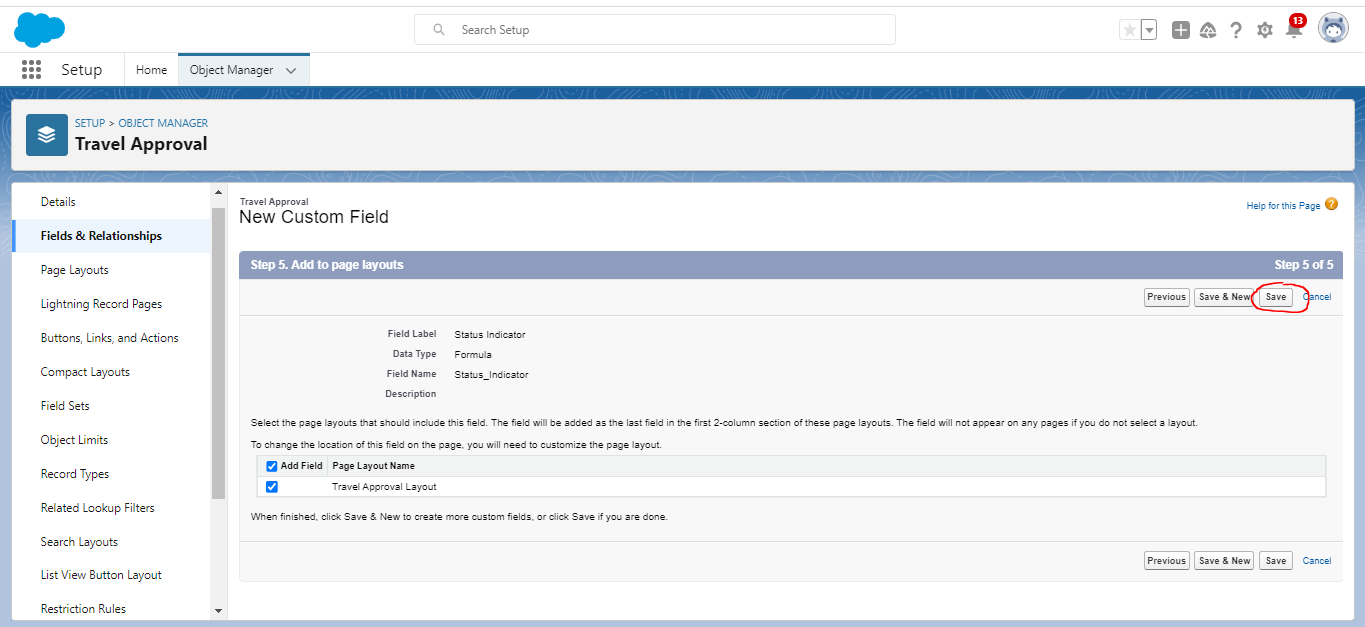 Search Setup
13
Setup
Home
Object Manager
SETUP > OBJECT MANAGER
Travel Approval
Details
Fields & Relationships
Page Layouts
Lightning Record Pages
Buttons, Links, and Actions
Compact Layouts
Field Sets
Object Limits
Record Types
Related Lookup Filters
Search Layouts
List View Button Layout
Restriction Rules
Travel Approval
New Custom Field
Help for this Page ?
Step 5. Add to page layouts Step 5 of 5
Previous Save & New Save Cancel
Field Label Status Indicator
Data Type Formula
Field Name Status_Indicator
Description
Select the page layouts that should include this field. The field will be added as the last field in the first 2-column section of these page layouts. The field will not appear on any pages if you do not select a layout.
To change the location of this field on the page, you will need to customize the page layout.
Add Field Page Layout Name
Travel Approval Layout
When finished, click Save & New to create more custom fields, or click Save if you are done.
Previous Save & New Save Cancel